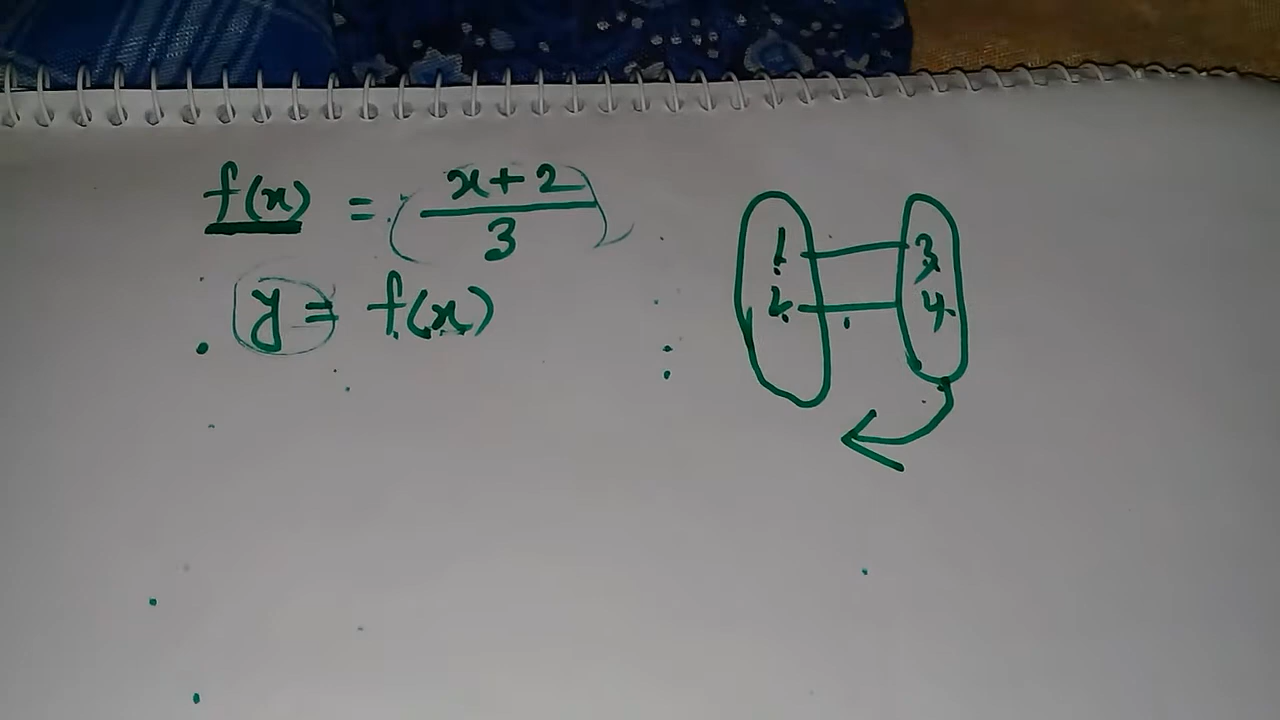 f(x) = (x+2/3)
y = f(x)
1 3
2 4